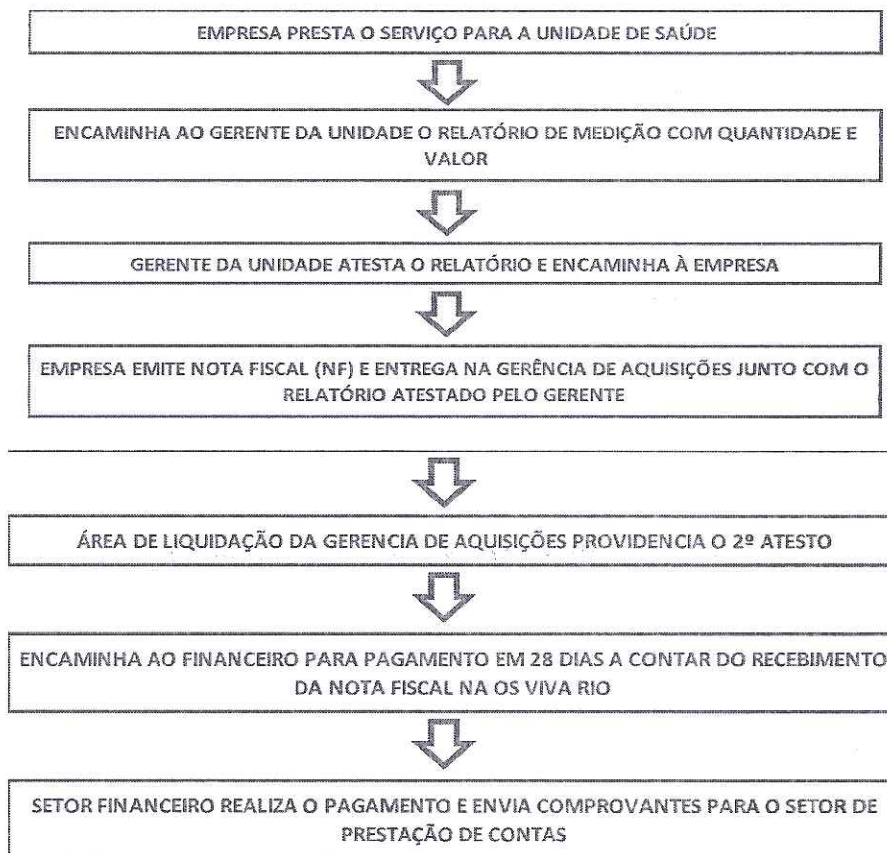 EMPRESA PRESTA O SERVIÇO PARA A UNIDADE DE SAÚDE
ENCAMINHA AO GERENTE DA UNIDADE O RELATÓRIO DE MEDIÇÃO COM QUANTIDADE E
VALOR
GERENTE DA UNIDADE ATESTA O RELATÓRIO E ENCAMINHA À EMPRESA
EMPRESA EMITE NOTA FISCAL (NF) E ENTREGA NA GERÊNCIA DE AQUISIÇÕES JUNTO COM O
RELATÓRIO ATESTADO PELO GERENTE
ÁREA DE LIQUIDAÇÃO DA GERENCIA DE AQUISIÇÕES PROVIDENCIA O 2º ATESTO
ENCAMINHA AO FINANCEIRO PARA PAGAMENTO EM 28 DIAS A CONTAR DO RECEBIMENTO
DA NOTA FISCAL NA OS VIVA RIO
SETOR FINANCEIRO REALIZA O PAGAMENTO E ENVIA COMPROVANTES PARA O SETOR DE
PRESTAÇÃO DE CONTAS